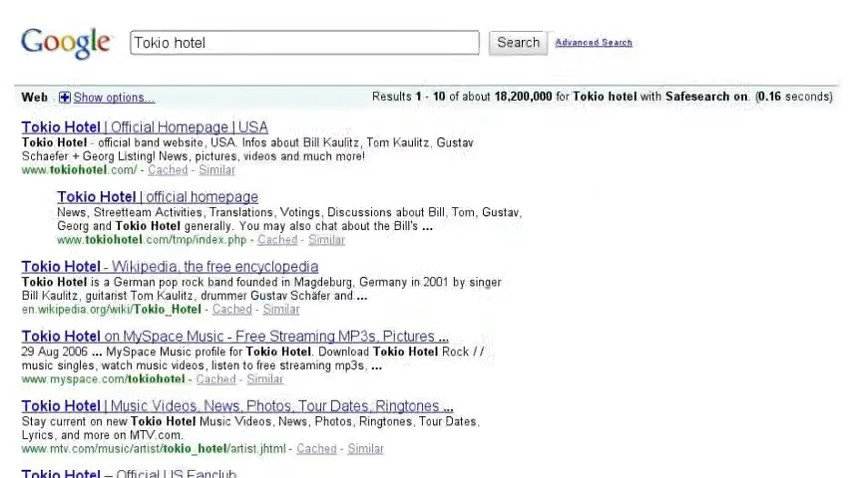 Google Tokio hotel Search Advanced Search
Web + Show options... Results 1 - 10 of about 18,200,000 for Tokio hotel with Safesearch on. (0.16 seconds)
Tokio Hotel | Official Homepage | USA
Tokio Hotel - official band website, USA. Infos about Bill Kaulitz, Tom Kaulitz, Gustav
Schaefer + Georg Listing! News, pictures, videos and much more!
www.tokiohotel.com/ - Cached - Similar
Tokio Hotel | official homepage
News, Streetteam Activities, Translations, Votings, Discussions about Bill, Tom, Gustav,
Georg and Tokio Hotel generally. You may also chat about the Bill's ...
www.tokiohotel.com/tmp/index.php - Cached - Similar
Tokio Hotel - Wikipedia, the free encyclopedia
Tokio Hotel is a German pop rock band founded in Magdeburg, Germany in 2001 by singer
Bill Kaulitz, guitarist Tom Kaulitz, drummer Gustav Schäfer and ...
en.wikipedia.org/wiki/Tokio_Hotel - Cached - Similar
Tokio Hotel on MySpace Music - Free Streaming MP3s, Pictures ...
29 Aug 2006 ... MySpace Music profile for Tokio Hotel. Download Tokio Hotel Rock / /
music singles, watch music videos, listen to free streaming mp3s, ...
www.myspace.com/tokiohotel - Cached - Similar
Tokio Hotel | Music Videos, News, Photos, Tour Dates, Ringtones ...
Stay current on new Tokio Hotel Music Videos, News, Photos, Ringtones, Tour Dates,
Lyrics, and more on MTV.com.
www.mtv.com/music/artist/tokio_hotel/artist.jhtml - Cached - Similar
Tokio Hotel – Official US Fanclub